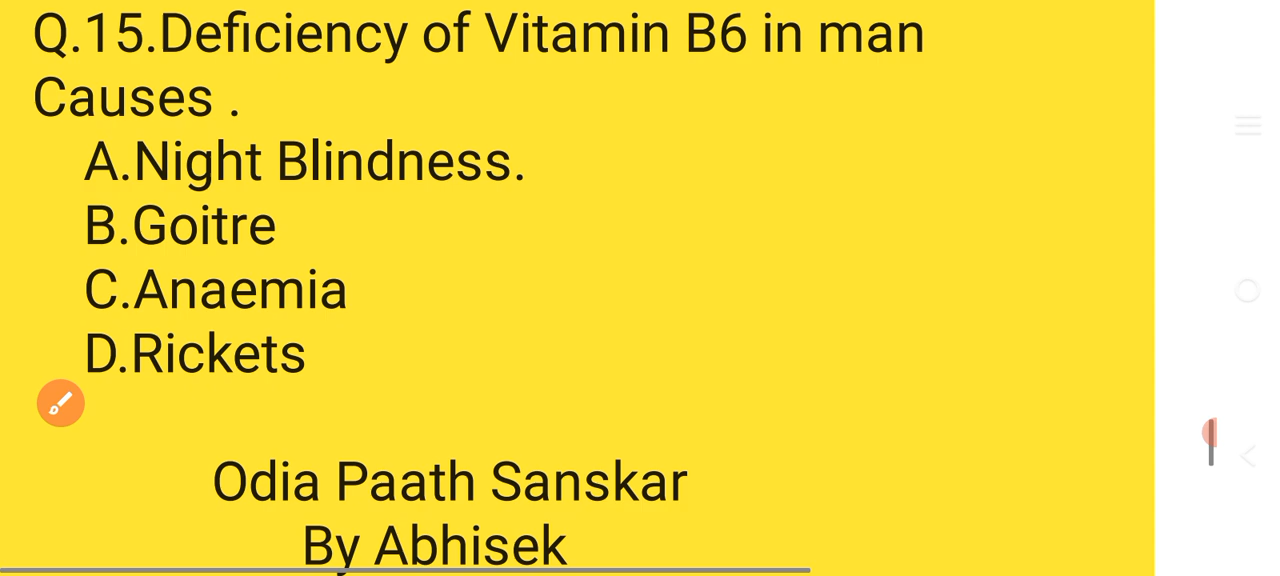 Q.15.Deficiency of Vitamin B6 in man
Causes .
A.Night Blindness.
B.Goitre
C.Anaemia
D.Rickets
Odia Paath Sanskar
By Abhisek